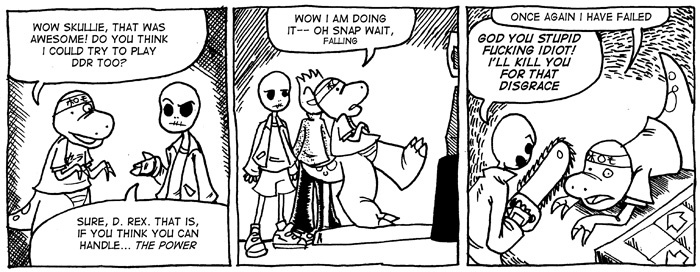 WOW SKULLIE, THAT WAS
AWESOME! DO YOU THINK
I COULD TRY TO PLAY
DDR TOO?
SURE, D. REX. THAT IS,
IF YOU THINK YOU CAN
HANDLE... THE POWER
WOW I AM DOING
IT-- OH SNAP WAIT,
FALLING
ONCE AGAIN I HAVE FAILED
GOD YOU STUPID
FUCKING IDIOT!
I'LL KILL YOU
FOR THAT
DISGRACE